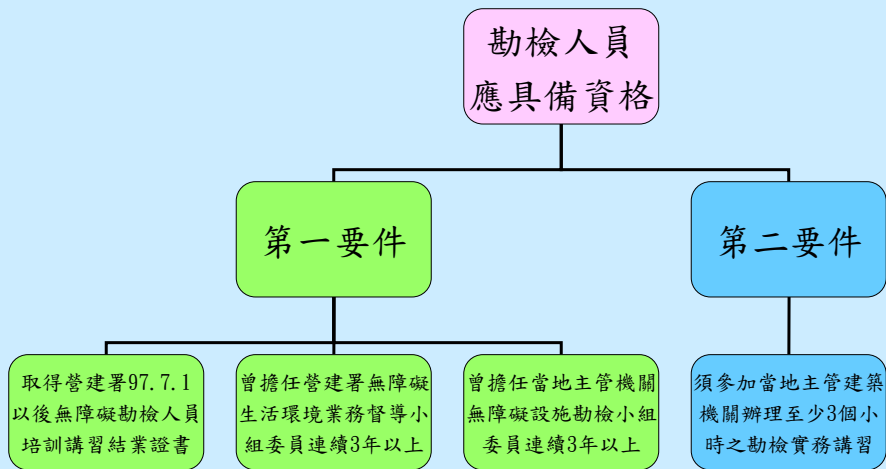 勘檢人員
應具備資格
第一要件
第二要件
取得營建署97.7.1
以後無障礙勘檢人員
培訓講習結業證書
曾擔任營建署無障礙
生活環境業務督導小
組委員連續3年以上
曾擔任當地主管機關
無障礙設施勘檢小組
委員連續3年以上
須參加當地主管建築
機關辦理至少3個小
時之勘檢實務講習